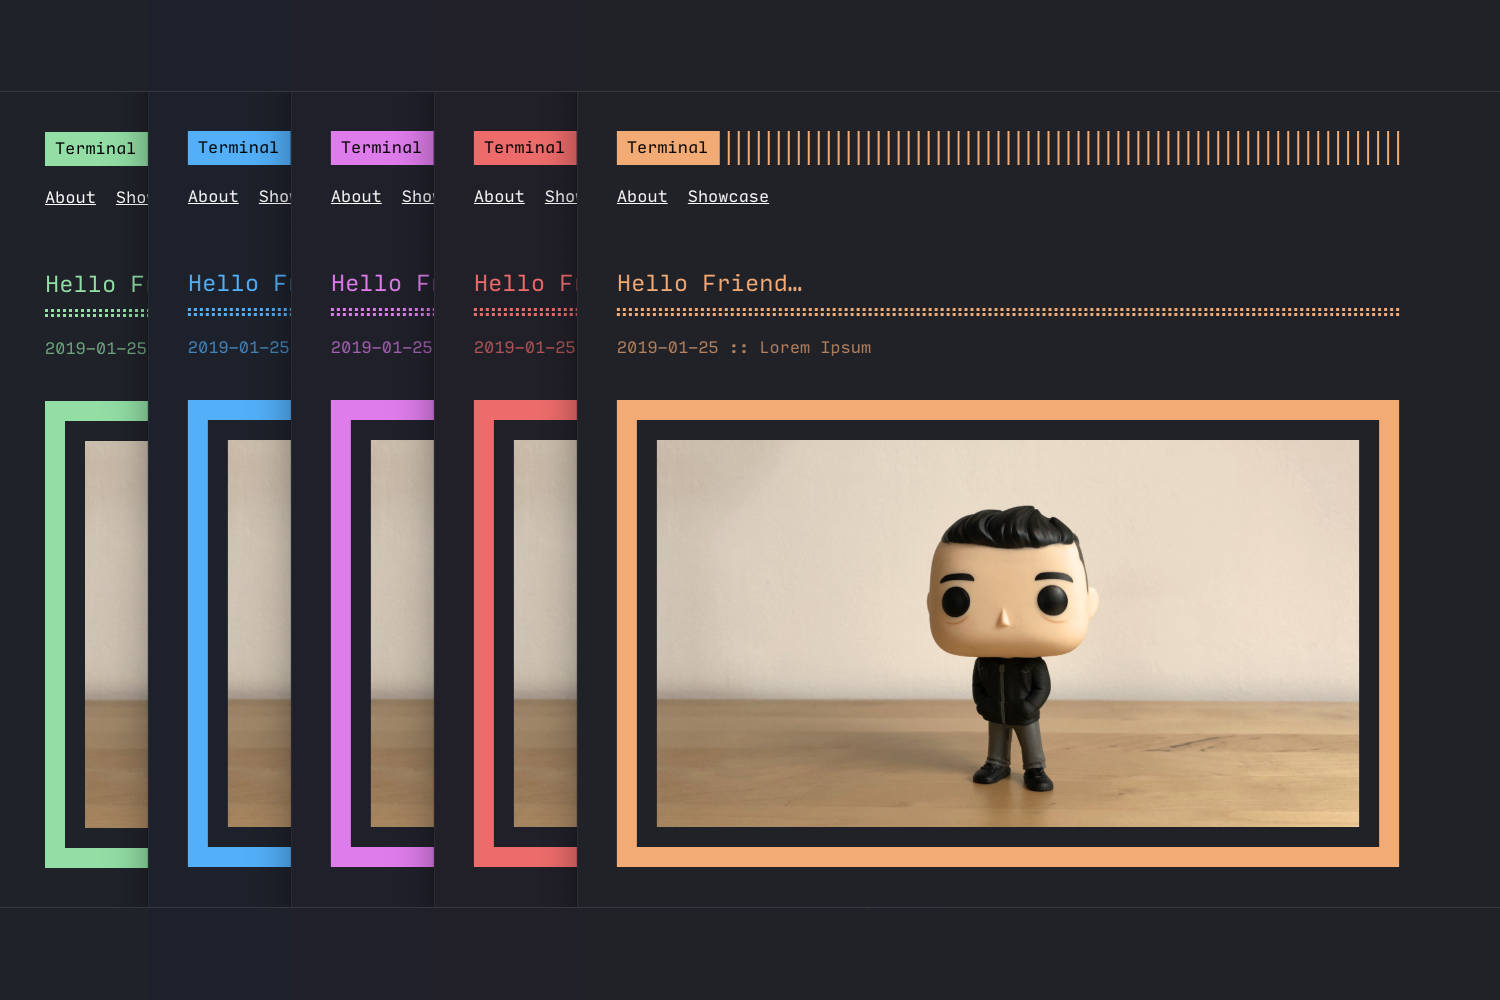 Terminal
About Sho
Hello F
2019-01-25
Terminal
About Sho
Hello F
2019-01-25
Terminal
About Sho
Hello F
2019-01-25
Terminal
About Sho
Hello F
2019-01-25
Terminal
About Showcase
Hello Friend…
2019-01-25 :: Lorem Ipsum